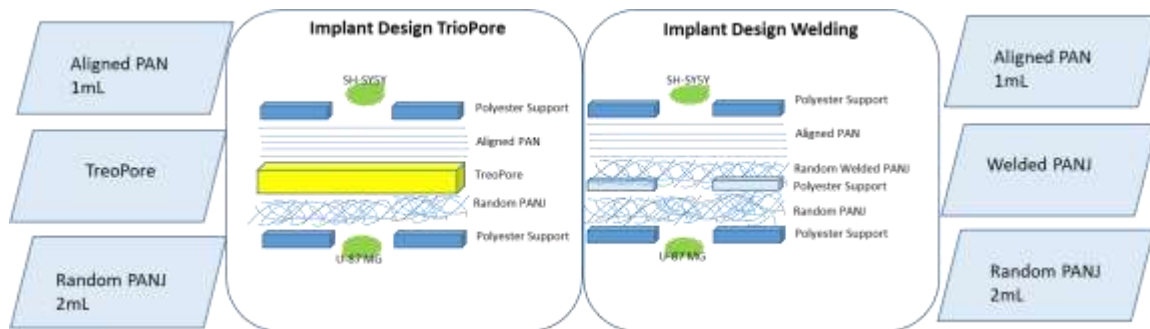 Aligned PAN
1mL
TreoPore
Random PANJ
2mL
Implant Design TrioPore
SH-SYSY
Polyester Support
Aligned PAN
TreoPore
Random PANJ
Polyester Support
U-87 MG
Implant Design Welding
SH-SYSY
Polyester Support
Aligned PAN
Random Welded PANJ
Polyester Support
Random PANJ
Polyester Support
U-87 MG
Aligned PAN
1mL
Welded PANJ
Random PANJ
2mL